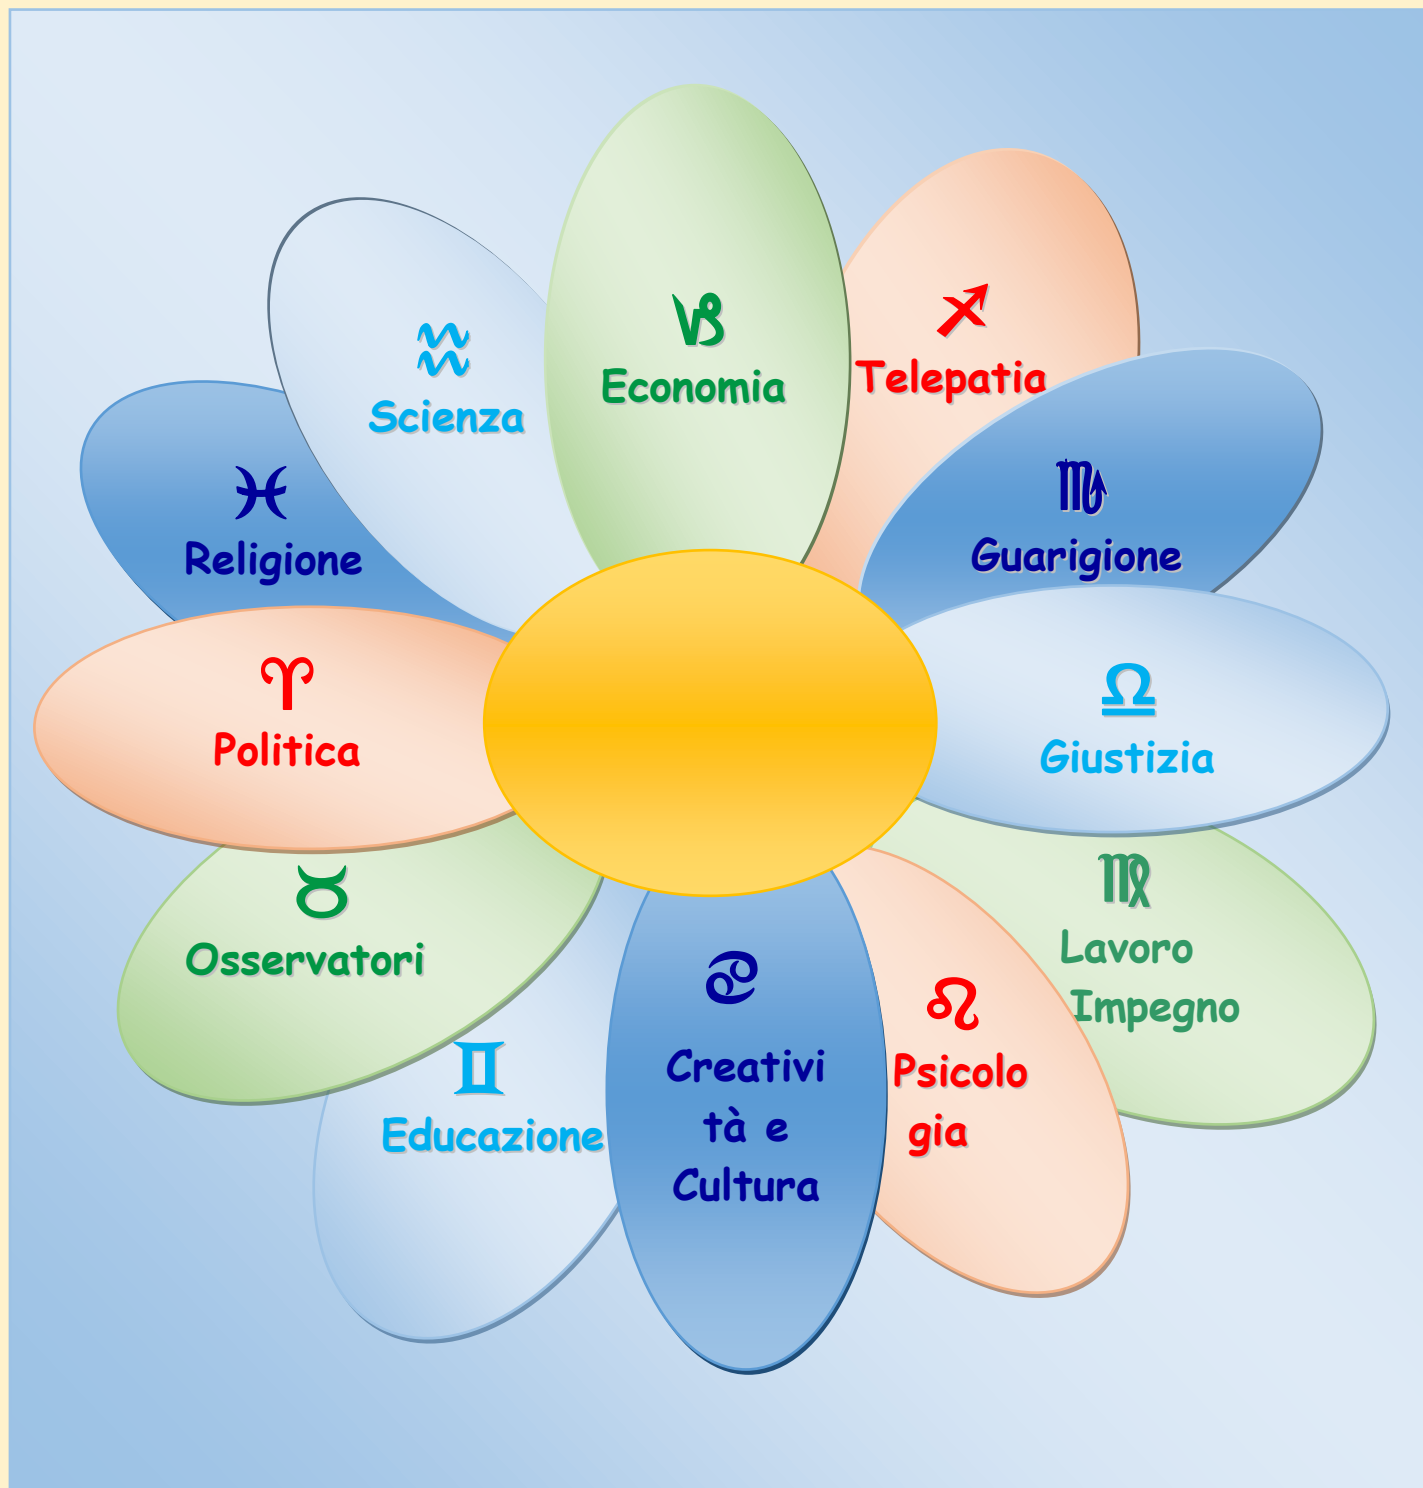 ♑
Economia
♐
Telepatia
♒
Scienza
♏
Guarigione
♓
Religione
♈
Politica
♎
Giustizia
♉
Osservatori
♍
Lavoro
Impegno
♊
Educazione
♋
Creativi
tà e
Cultura
♌
Psicolo
gia